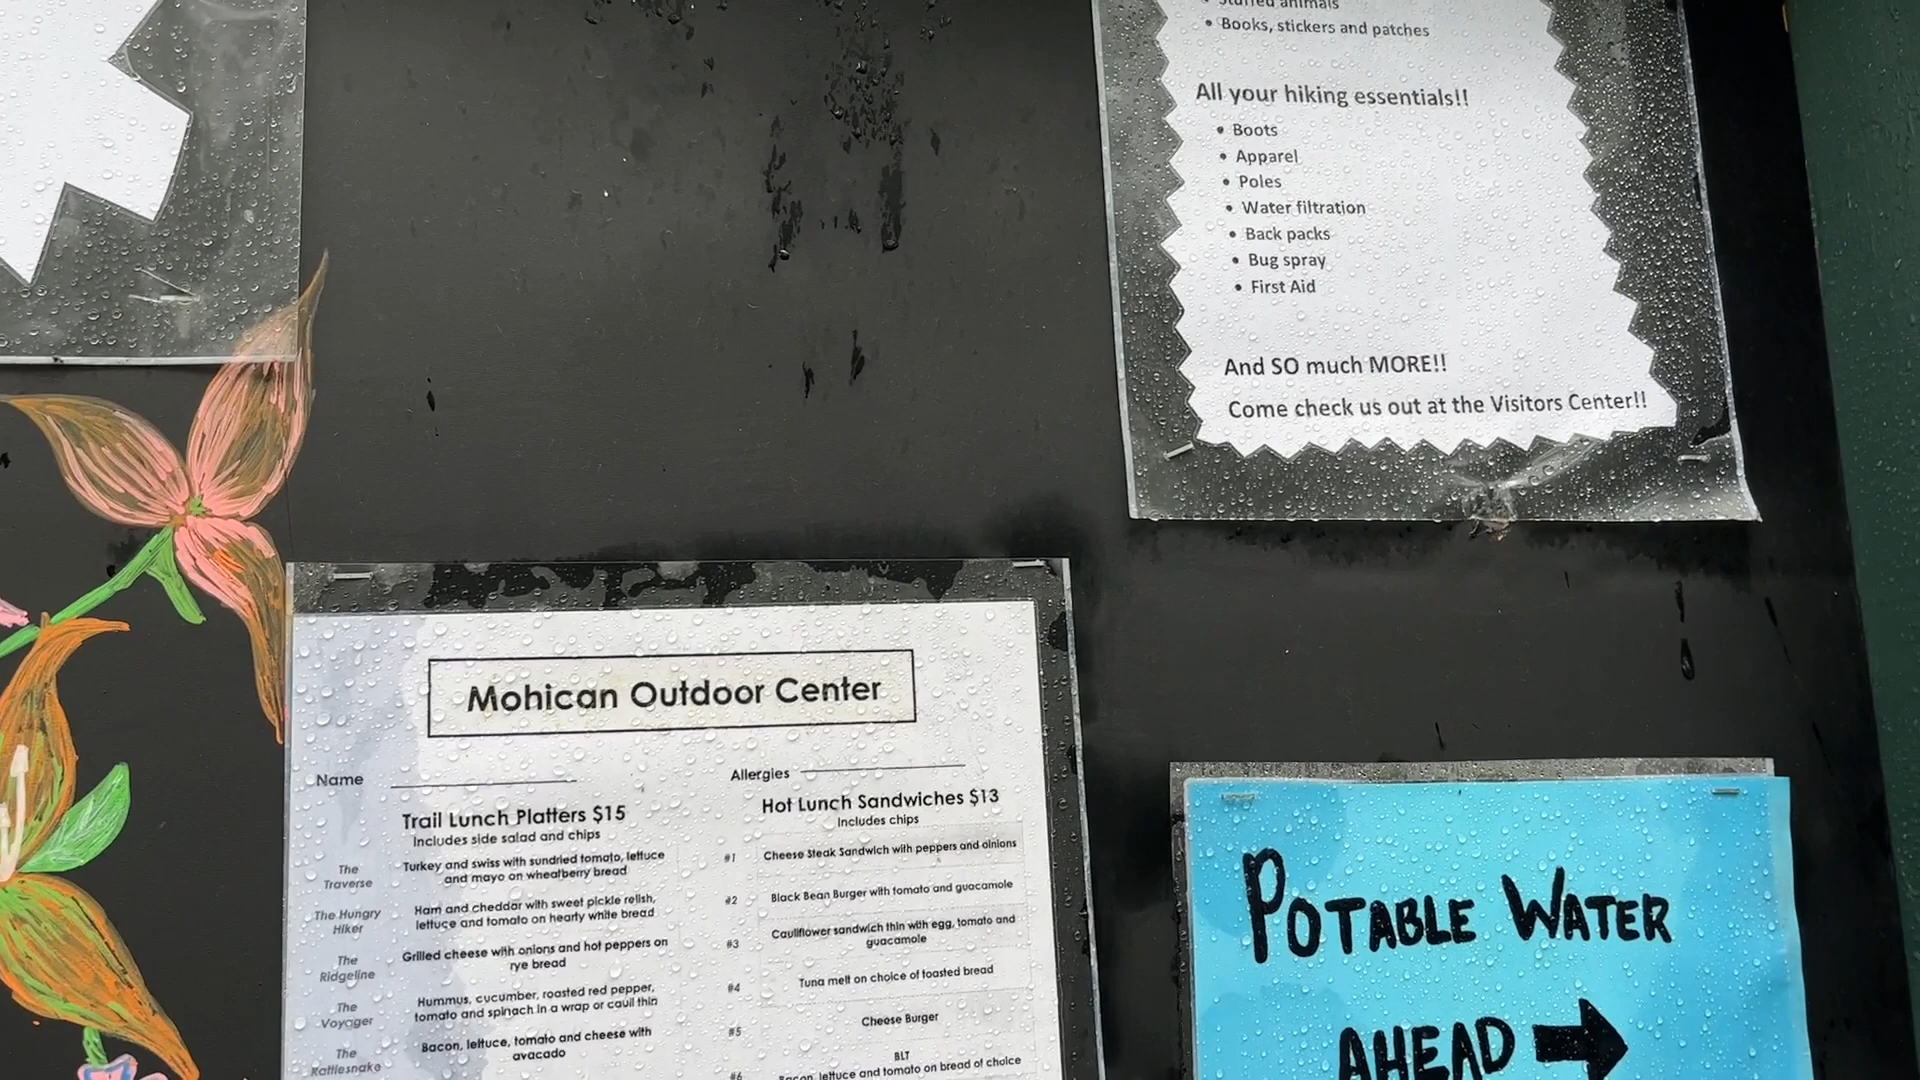 Stuffed animals
• Books, stickers and patches
All your hiking essentials!!
• Boots
• Apparel
• Poles
• Water filtration
• Back packs
• Bug spray
• First Aid
And SO much MORE!!
Come check us out at the Visitors Center!!
Mohican Outdoor Center
Name
Allergies
Trail Lunch Platters $15
Includes side salad and chips
The
Traverse
Turkey and swiss with sundried tomato, lettuce
and mayo on wheatberry bread
The Hungry
Hiker
Ham and cheddar with sweet pickle relish,
lettuce and tomato on hearty white bread
The
Ridgeline
Grilled cheese with onions and hot peppers on
rye bread
The
Voyager
Hummus, cucumber, roasted red pepper,
tomato and spinach in a wrap or cauli thin
The
Rattlesnake
Bacon, lettuce, tomato and cheese with
avacado
Hot Lunch Sandwiches $13
Includes chips
#1
Cheese Steak Sandwich with peppers and onions
#2
Black Bean Burger with tomato and guacamole
#3
Cauliflower sandwich thin with egg, tomato and
guacamole
#4
Tuna melt on choice of toasted bread
#5
Cheese Burger
#6
BLT
Bacon, lettuce and tomato on bread of choice
POTABLE WATER
AHEAD